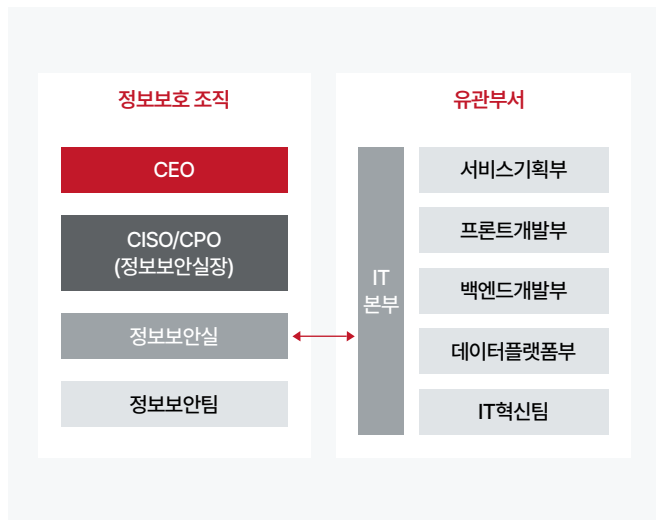 정보보호 조직
CEO
CISO/CPO
(정보보안실장)
정보보안실
정보보안팀
유관부서
IT
본부
서비스기획부
프론트개발부
백엔드개발부
데이터플랫폼부
IT혁신팀